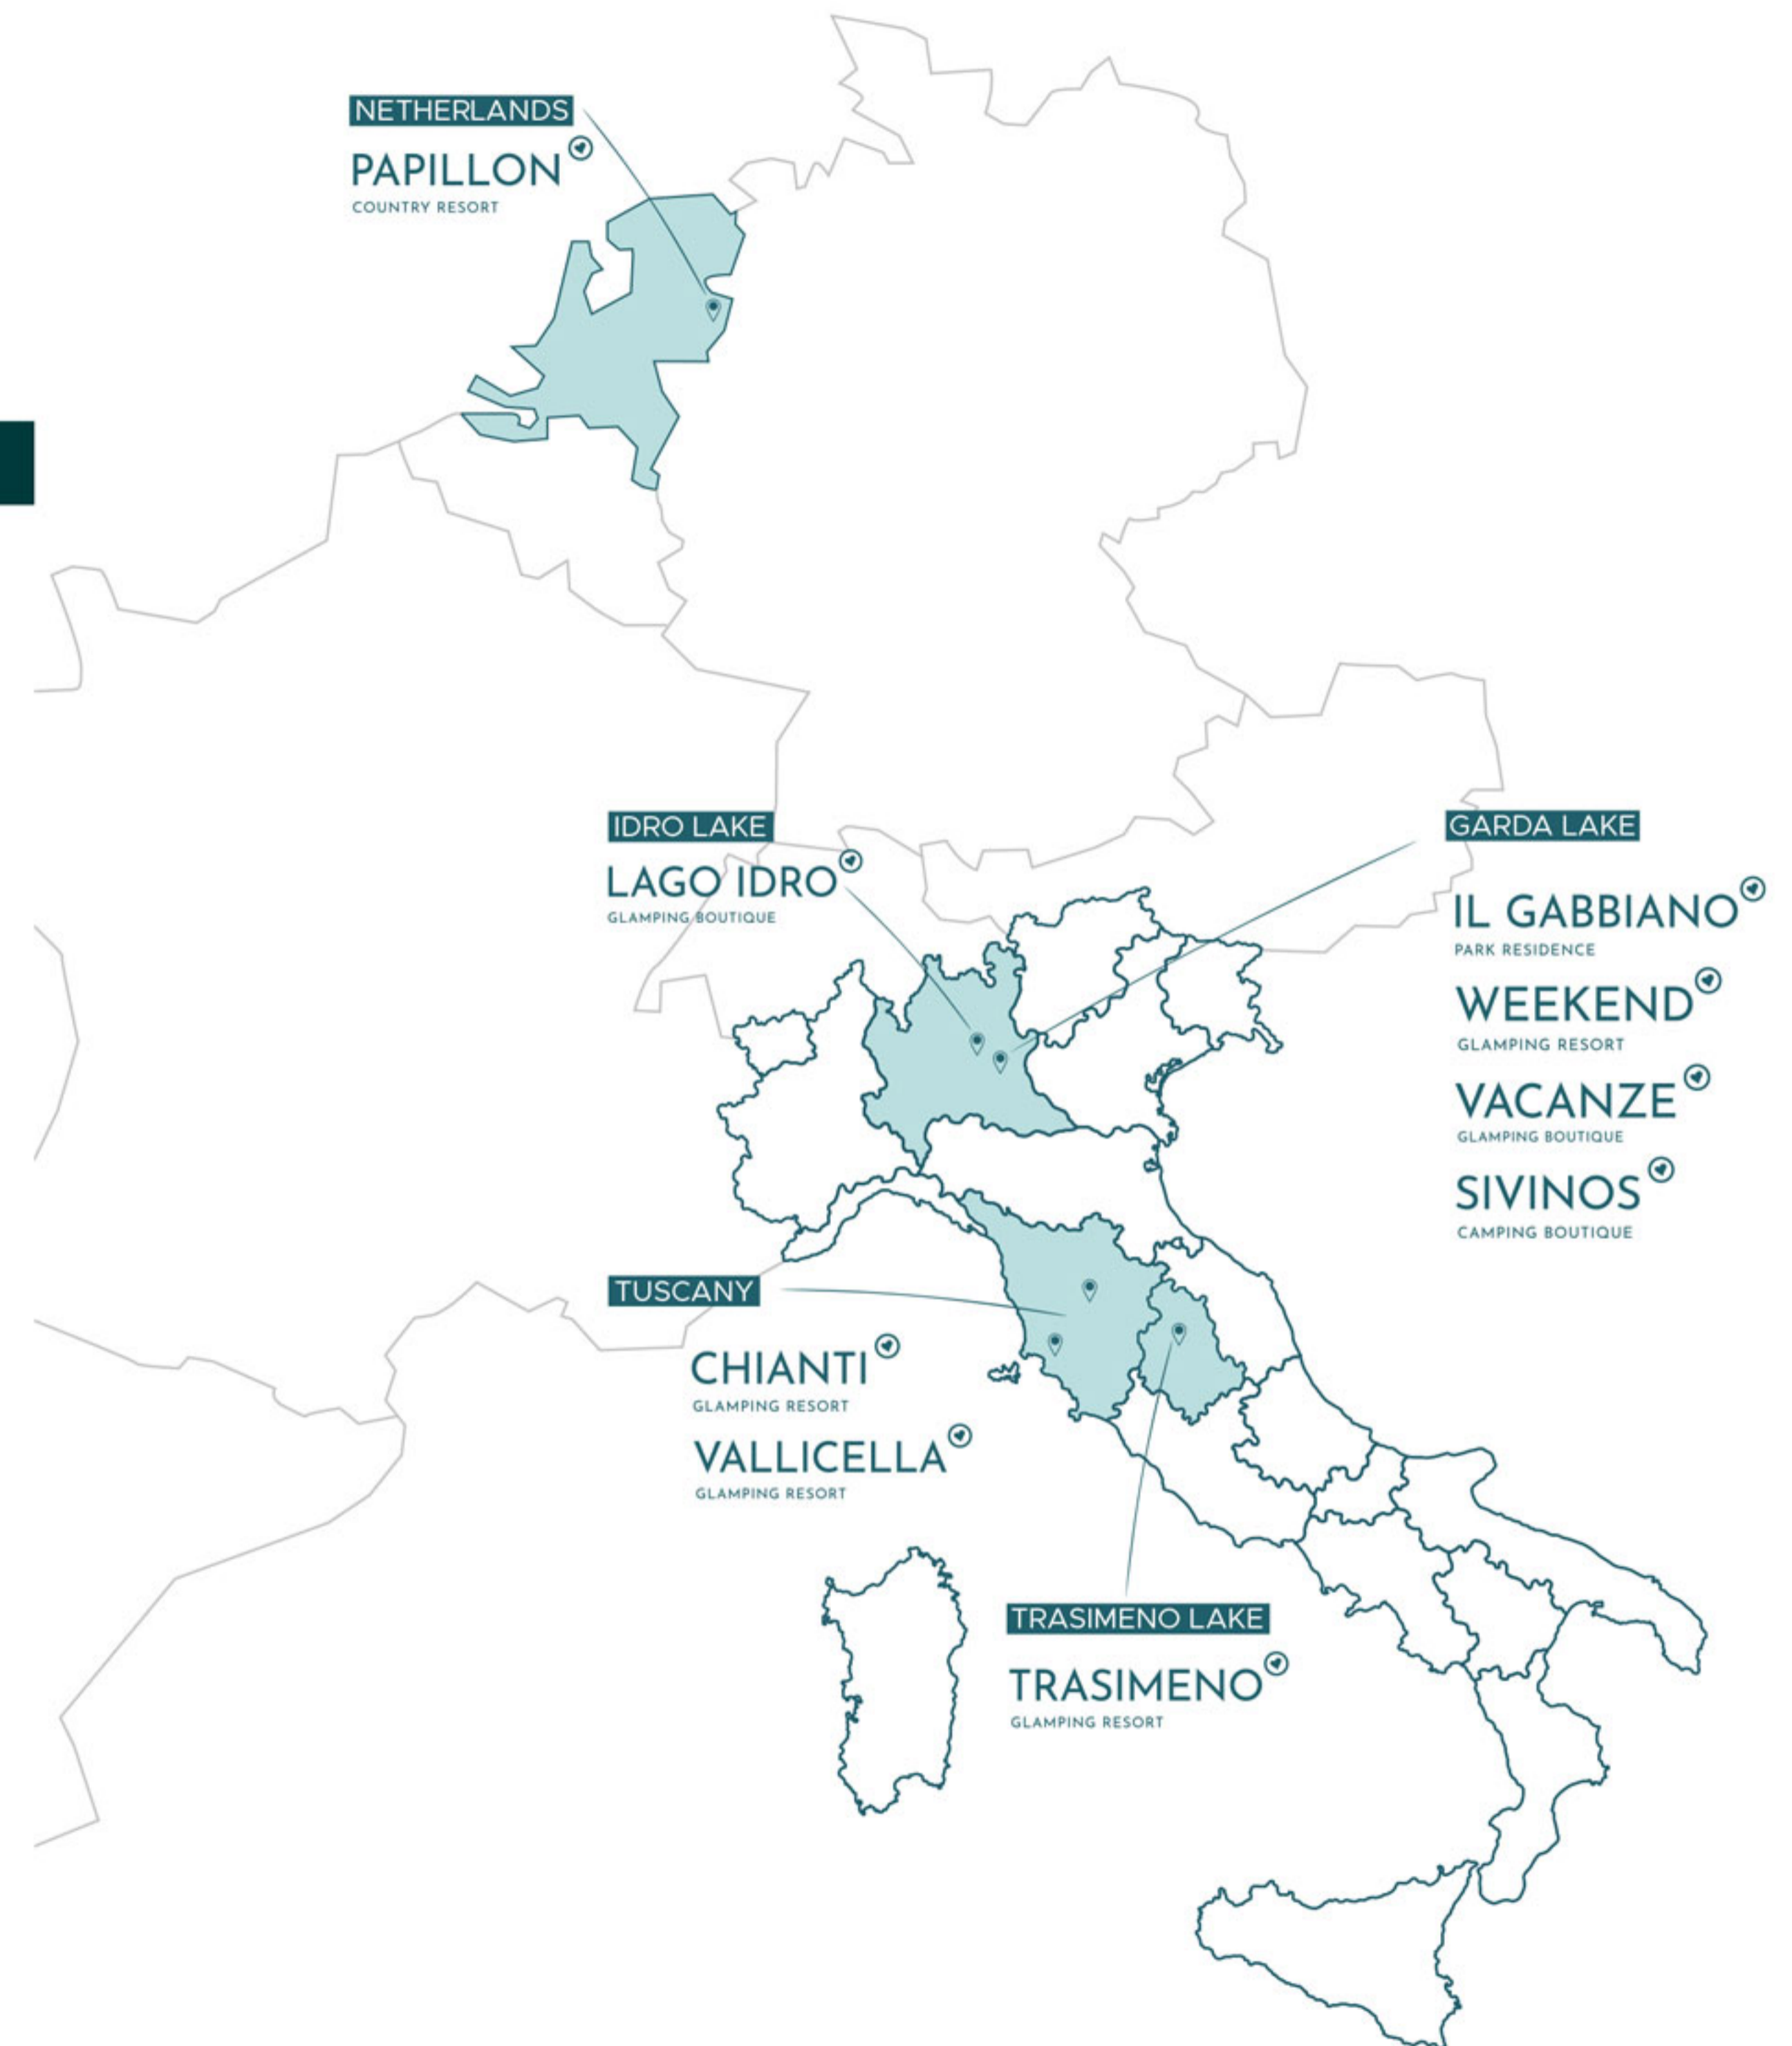 NETHERLANDS
PAPILLON
COUNTRY RESORT
IDRO LAKE
LAGO IDRO
GLAMPING BOUTIQUE
GARDA LAKE
IL GABBIANO
PARK RESIDENCE
WEEKEND
GLAMPING RESORT
VACANZE
GLAMPING BOUTIQUE
SIVINOS
CAMPING BOUTIQUE
TUSCANY
CHIANTI
GLAMPING RESORT
VALLICELLA
GLAMPING RESORT
TRASIMENO LAKE
TRASIMENO
GLAMPING RESORT